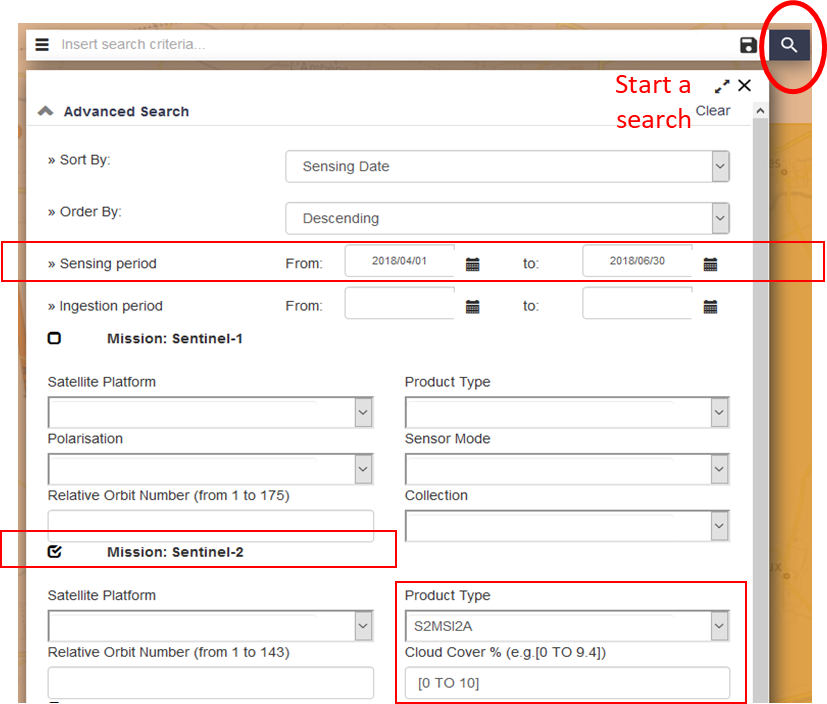 Insert search criteria...
Start a
search
Clear
Advanced Search
» Sort By:
Sending Date
» Order By:
Descending
» Sensing period From: 2018/04/01 to: 2018/06/30
» Ingestion period From: to:
Mission: Sentinel-1
Satellite Platform Product Type
Polarisation Sensor Mode
Relative Orbit Number (from 1 to 175) Collection
Mission: Sentinel-2
Satellite Platform Product Type
S2MSI2A
Relative Orbit Number (from 1 to 143) Cloud Cover % (e.g.[0 TO 9.4])
[0 TO 10]